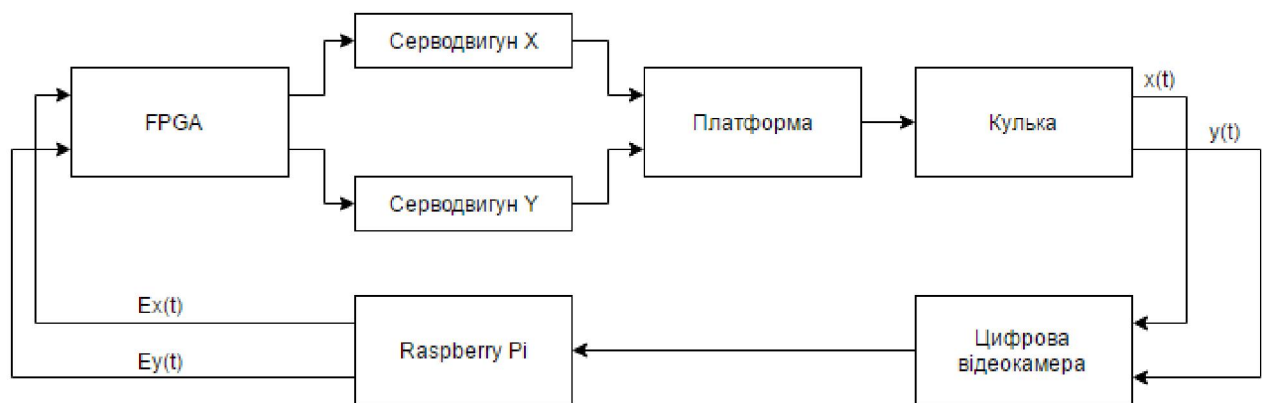 Серводвигун X
x(t)
FPGA
Платформа
Кулька
y(t)
Серводвигун Y
Ex(t)
Raspberry Pi
Цифрова
відеокамера
Ey(t)